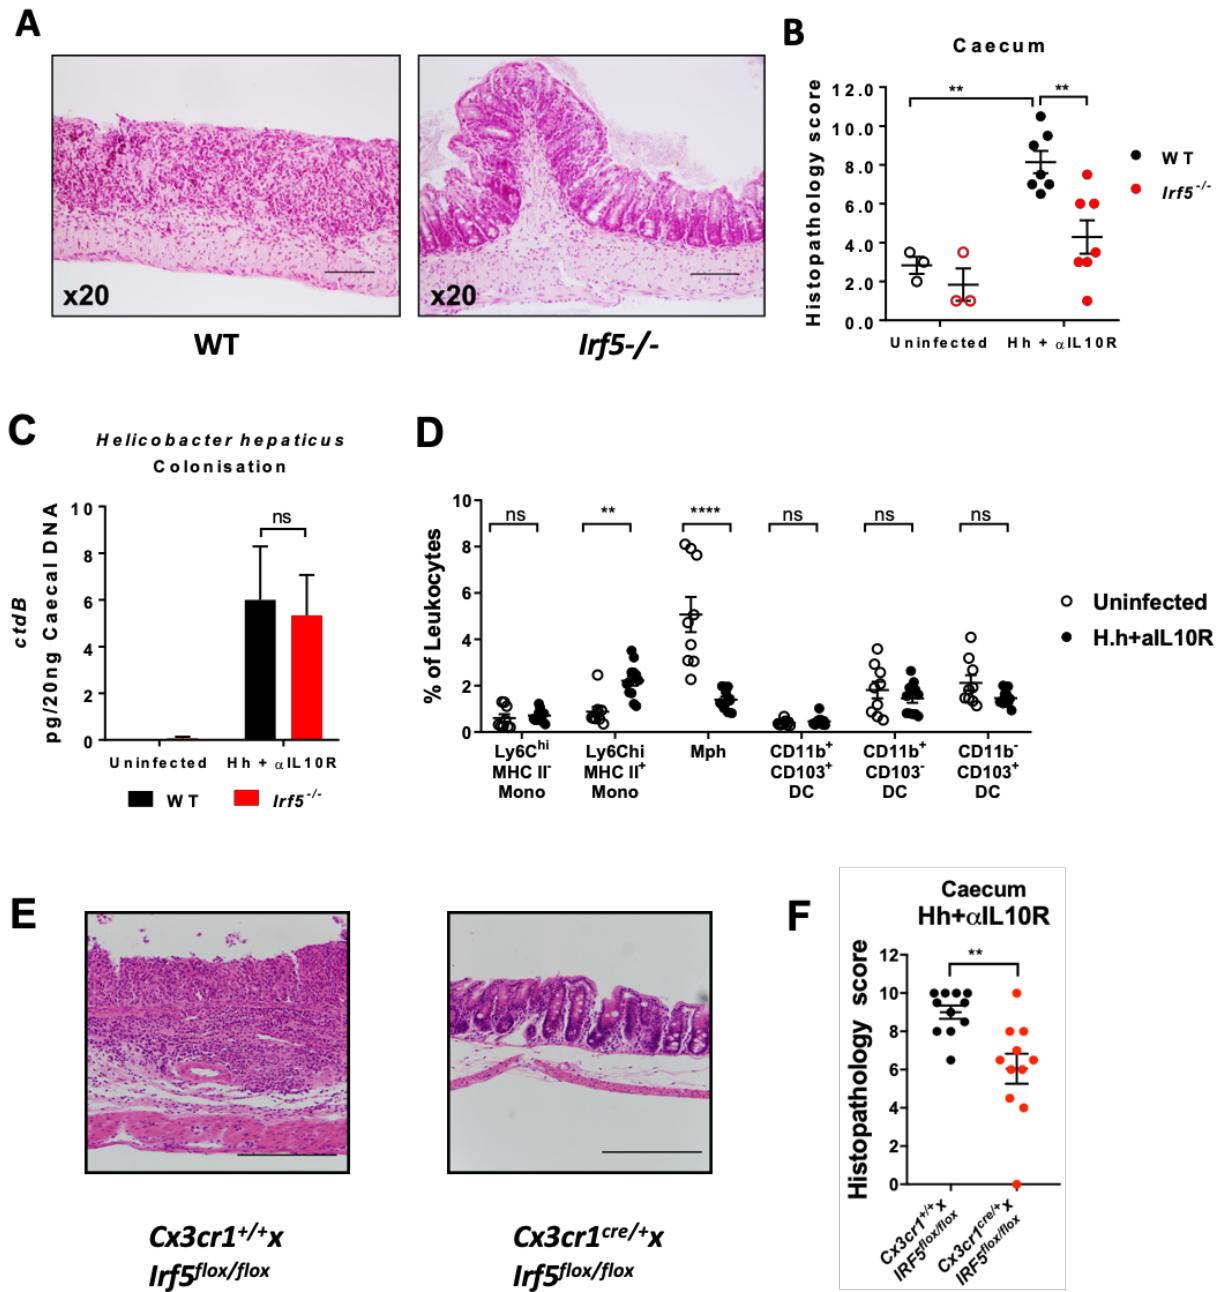 A
x20
WT
x20
Irf5-/-
B
Caecum
Histopathology score
12.0
10.0
8.0
6.0
4.0
2.0
0.0
**
**
Uninfected
Hh + αIL10R
WT
Irf5-/-
C
Helicobacter hepaticus
Colonisation
ctdB
pg/20ng Caecal DNA
10
8
6
4
2
0
ns
Uninfected
Hh + αIL10R
WT
Irf5-/-
D
% of Leukocytes
10
8
6
4
2
0
ns
**
****
ns
ns
ns
Ly6Chi
MHC II-
Mono
Ly6Chi
MHC II+
Mono
Mph
CD11b+
CD103+
DC
CD11b+
CD103-
DC
CD11b-
CD103+
DC
Uninfected
H.h+aIL10R
E
Cx3cr1+/+x
Irf5flox/flox
Cx3cr1cre/+x
Irf5flox/flox
F
Caecum
Hh+αIL10R
Histopathology score
12
10
8
6
4
2
0
**
Cx3cr1+/+x
IRF5flox/flox
Cx3cr1cre/+x
IRF5flox/flox